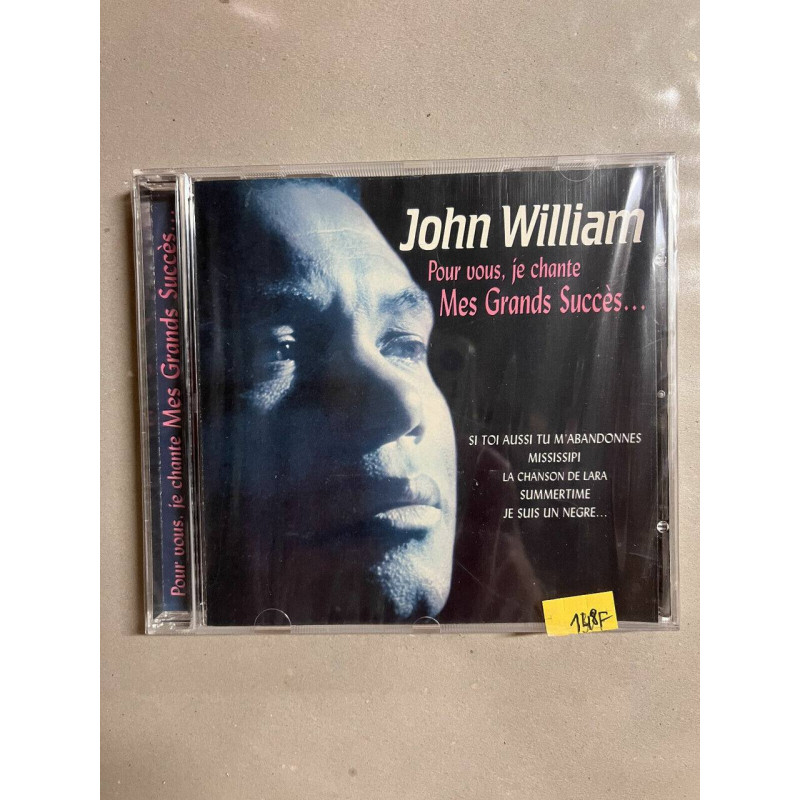 John William
Pour vous, je chante
Mes Grands Succès...
SI TOI AUSSI TU M'ABANDONNES
MISSISSIPI
LA CHANSON DE LARA
SUMMERTIME
JE SUIS UN NEGRE...
Pour vous, je chante Mes Grands Succès...
148F